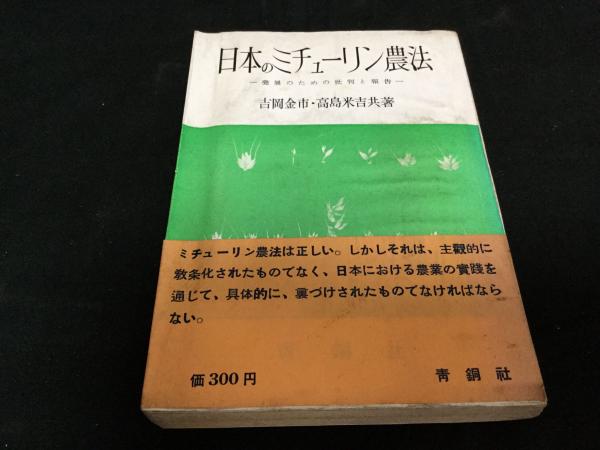 日本のミチューリン農法
―発展のための批判と報告―
吉岡金市・高島米吉共著
ミチューリン農法は正しい。しかしそれは、主觀的に
教条化されたものでなく、日本における農業の實践を
通じて、具体的に、裏づけされたものでなければなら
ない。
価300円
青銅社